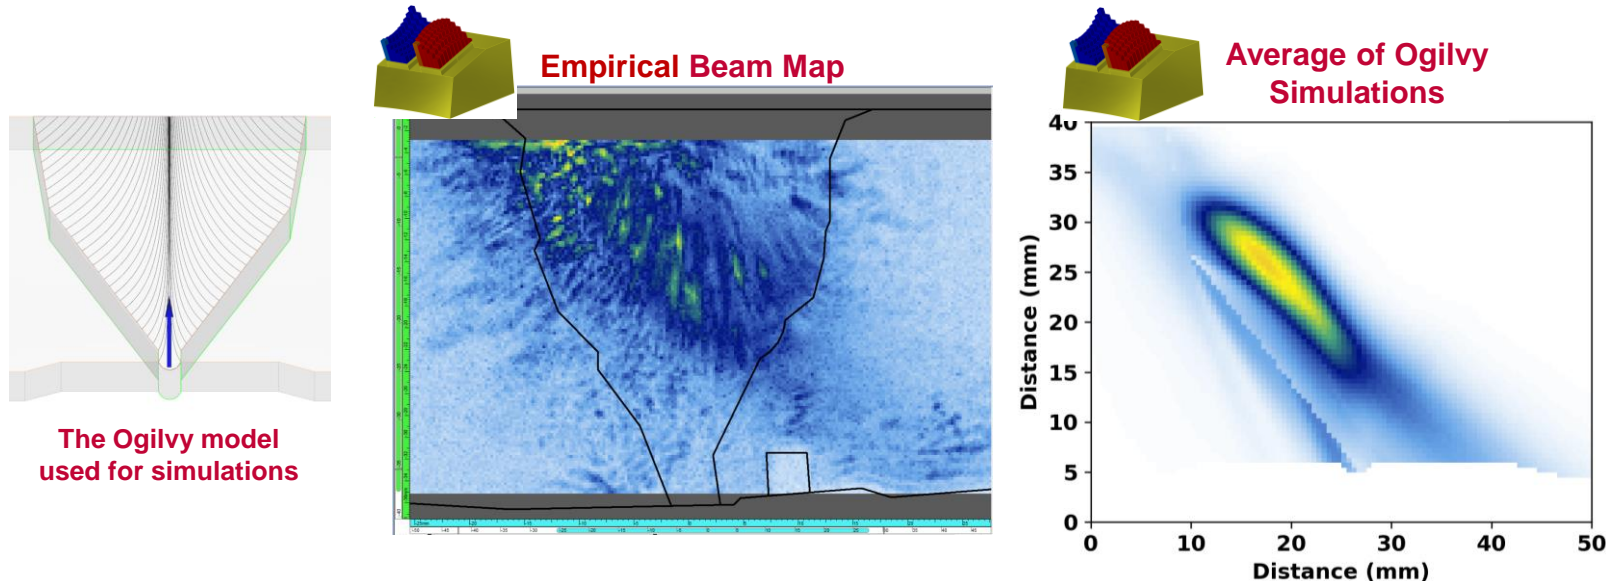 Empirical Beam Map
Average of Ogilvy
Simulations
The Ogilvy model
used for simulations
40
35
30
25
20
15
10
5
0
Distance (mm)
0 10 20 30 40 50
Distance (mm)